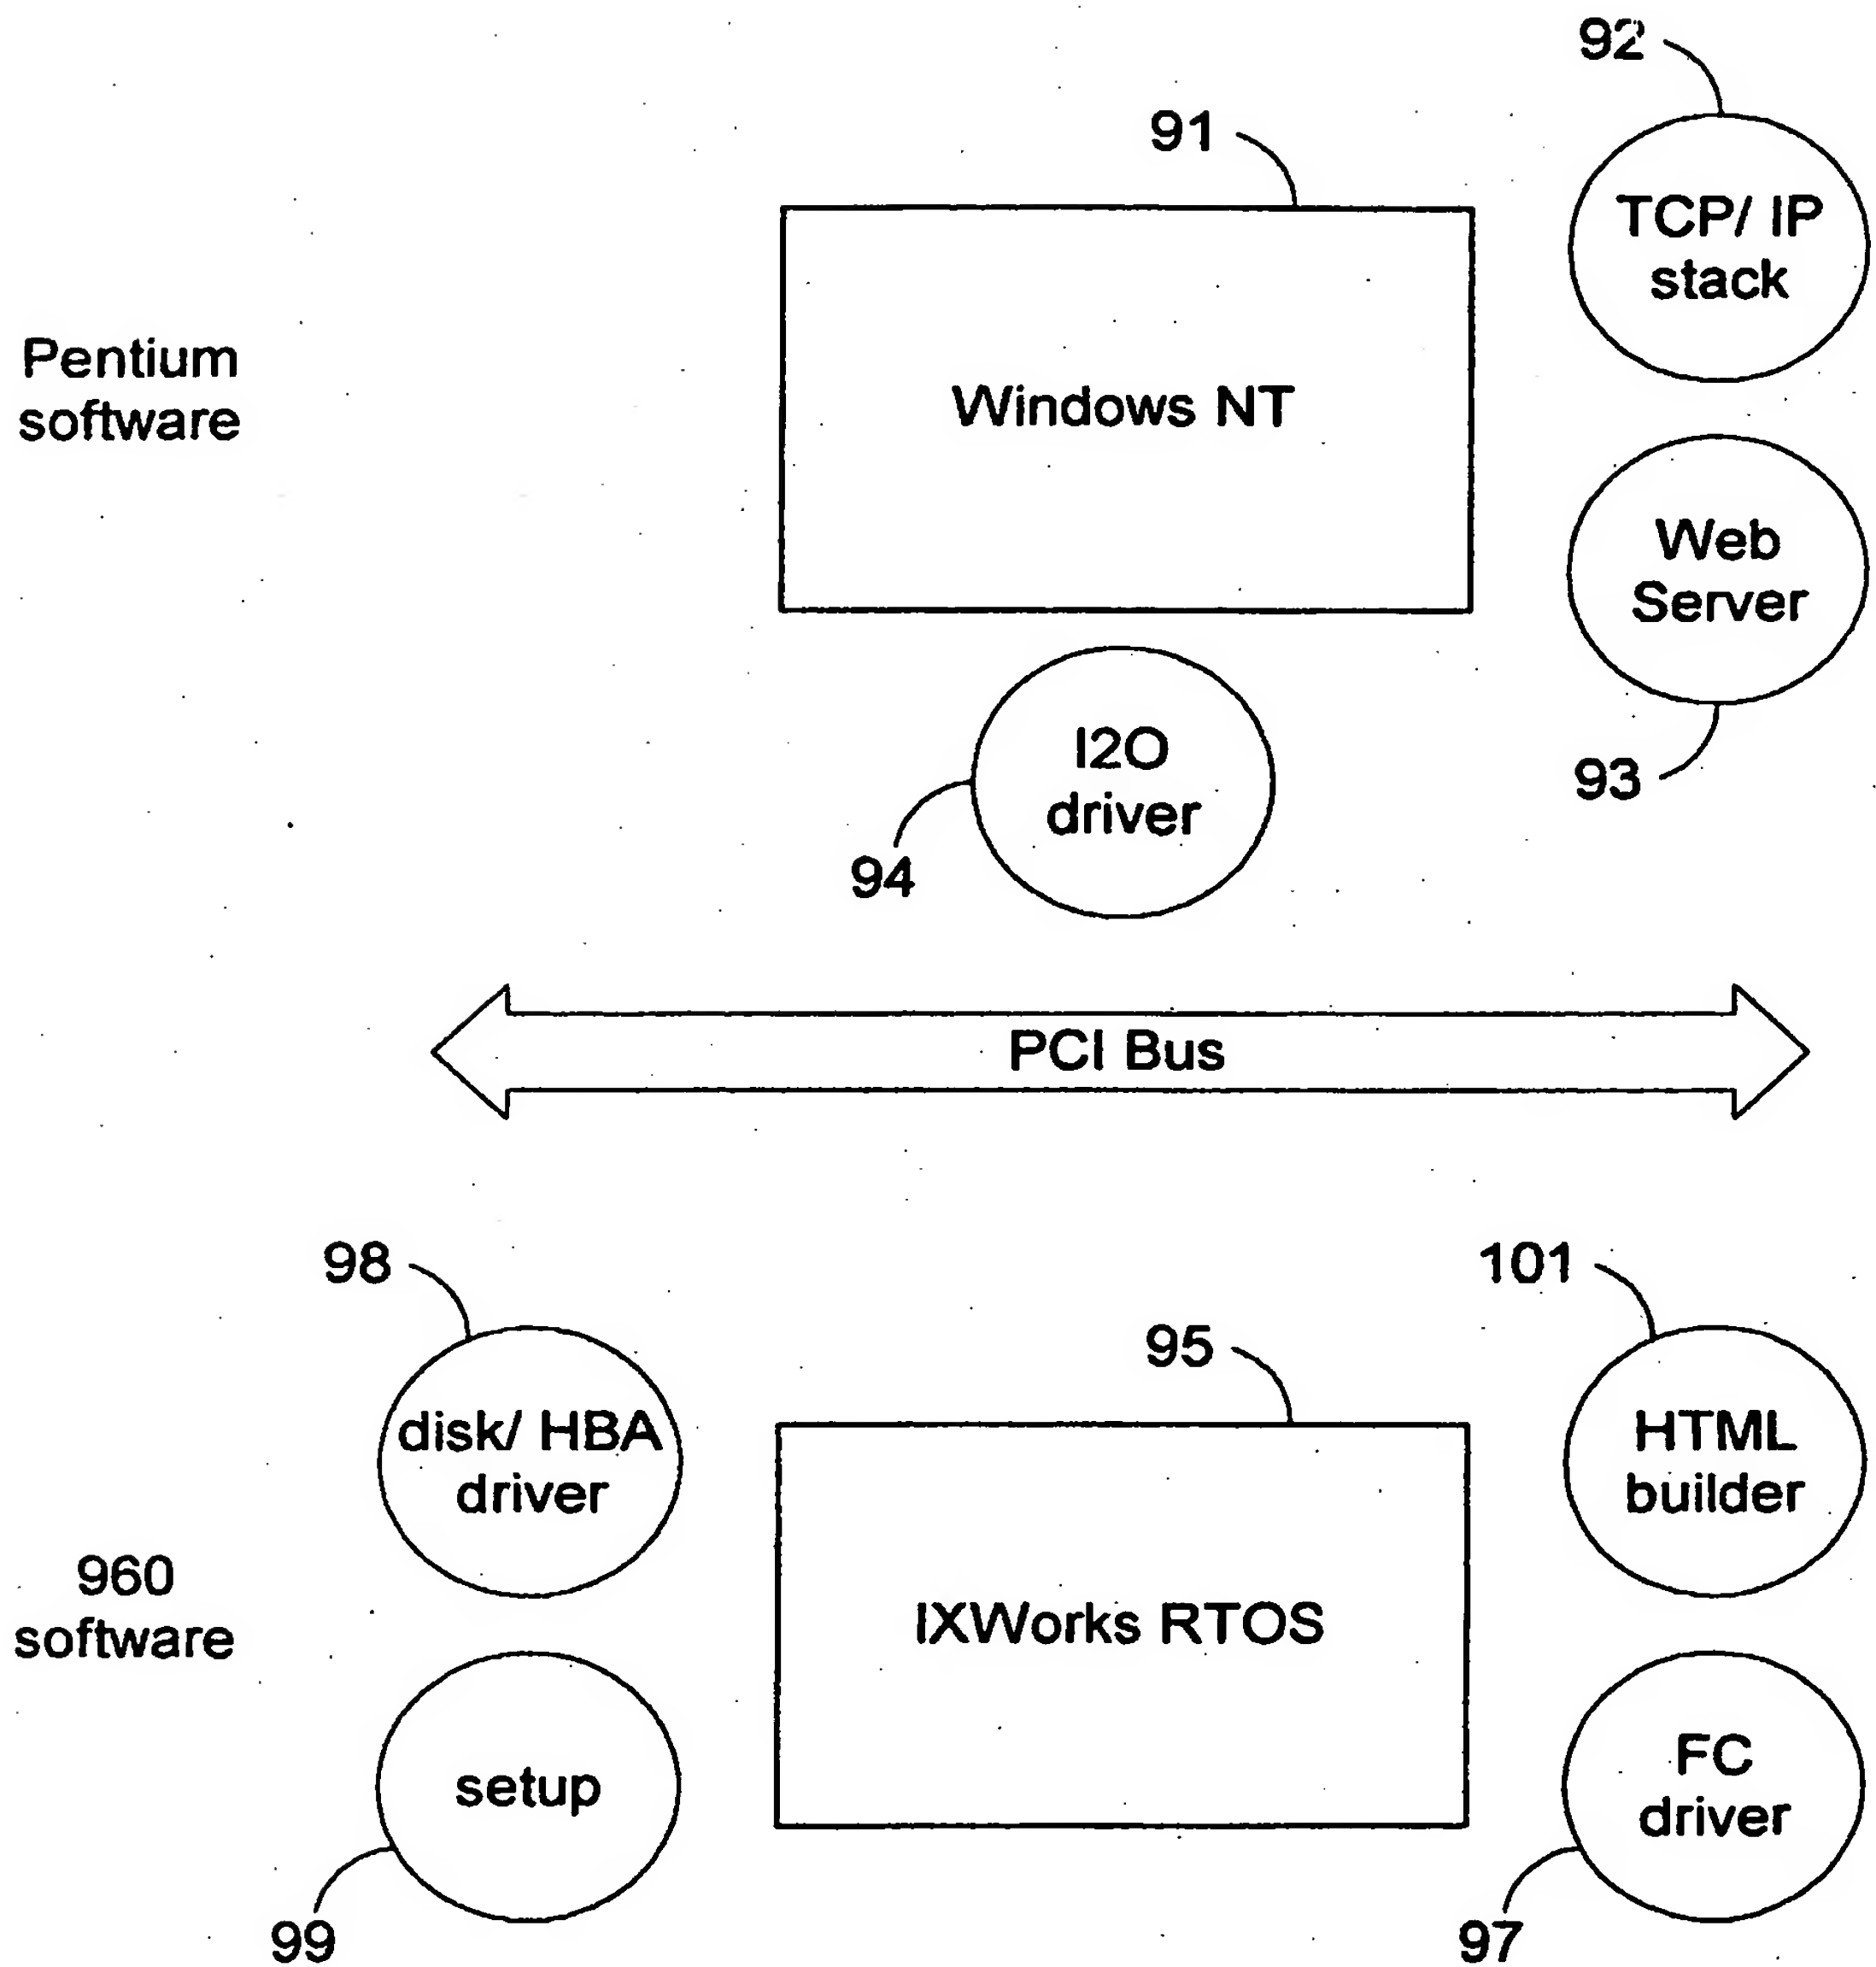 92
91
TCP/ IP
stack
Pentium
software
Windows NT
Web
Server
I2O
driver
93
94
PCI Bus
98
101
95
disk/ HBA
driver
HTML
builder
960
software
IXWorks RTOS
setup
FC
driver
99
97